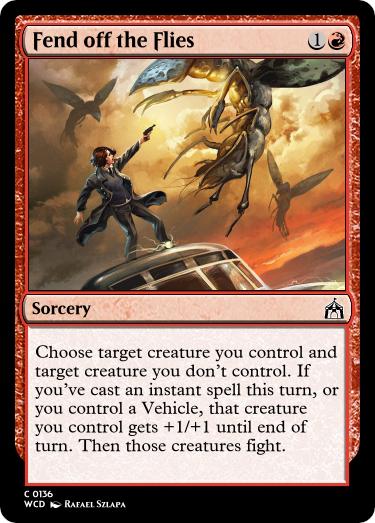 Fend off the Flies 1
Sorcery
Choose target creature you control and
target creature you don't control. If
you've cast an instant spell this turn, or
you control a Vehicle, that creature
you control gets +1/+1 until end of
turn. Then those creatures fight.
C 0136
WCD Rafael Szlapa